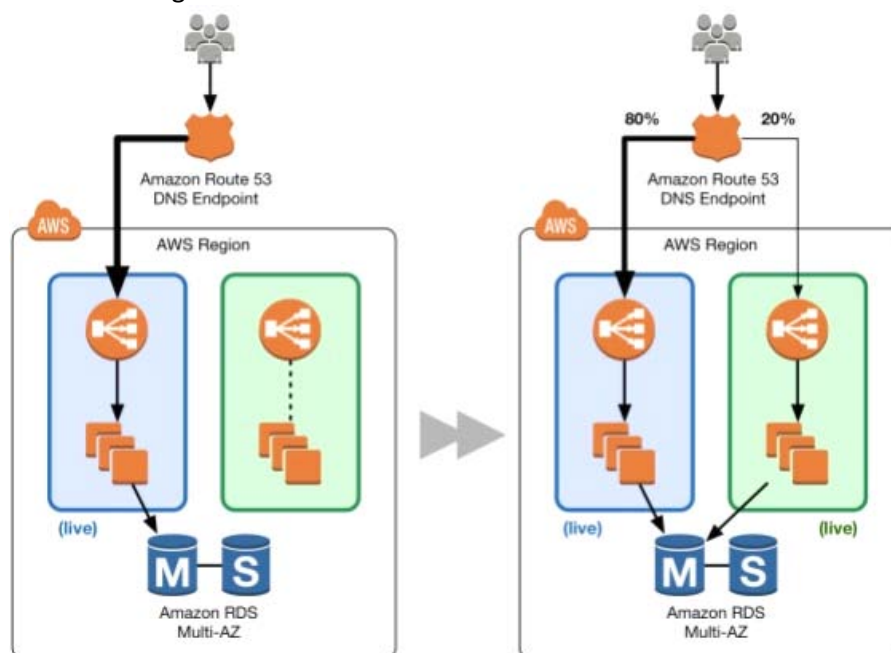 80%
20%
Amazon Route 53
DNS Endpoint
Amazon Route 53
DNS Endpoint
AWS
AWS Region
AWS
AWS Region
(live)
(live)
(live)
M
S
M
S
Amazon RDS
Multi-AZ
Amazon RDS
Multi-AZ